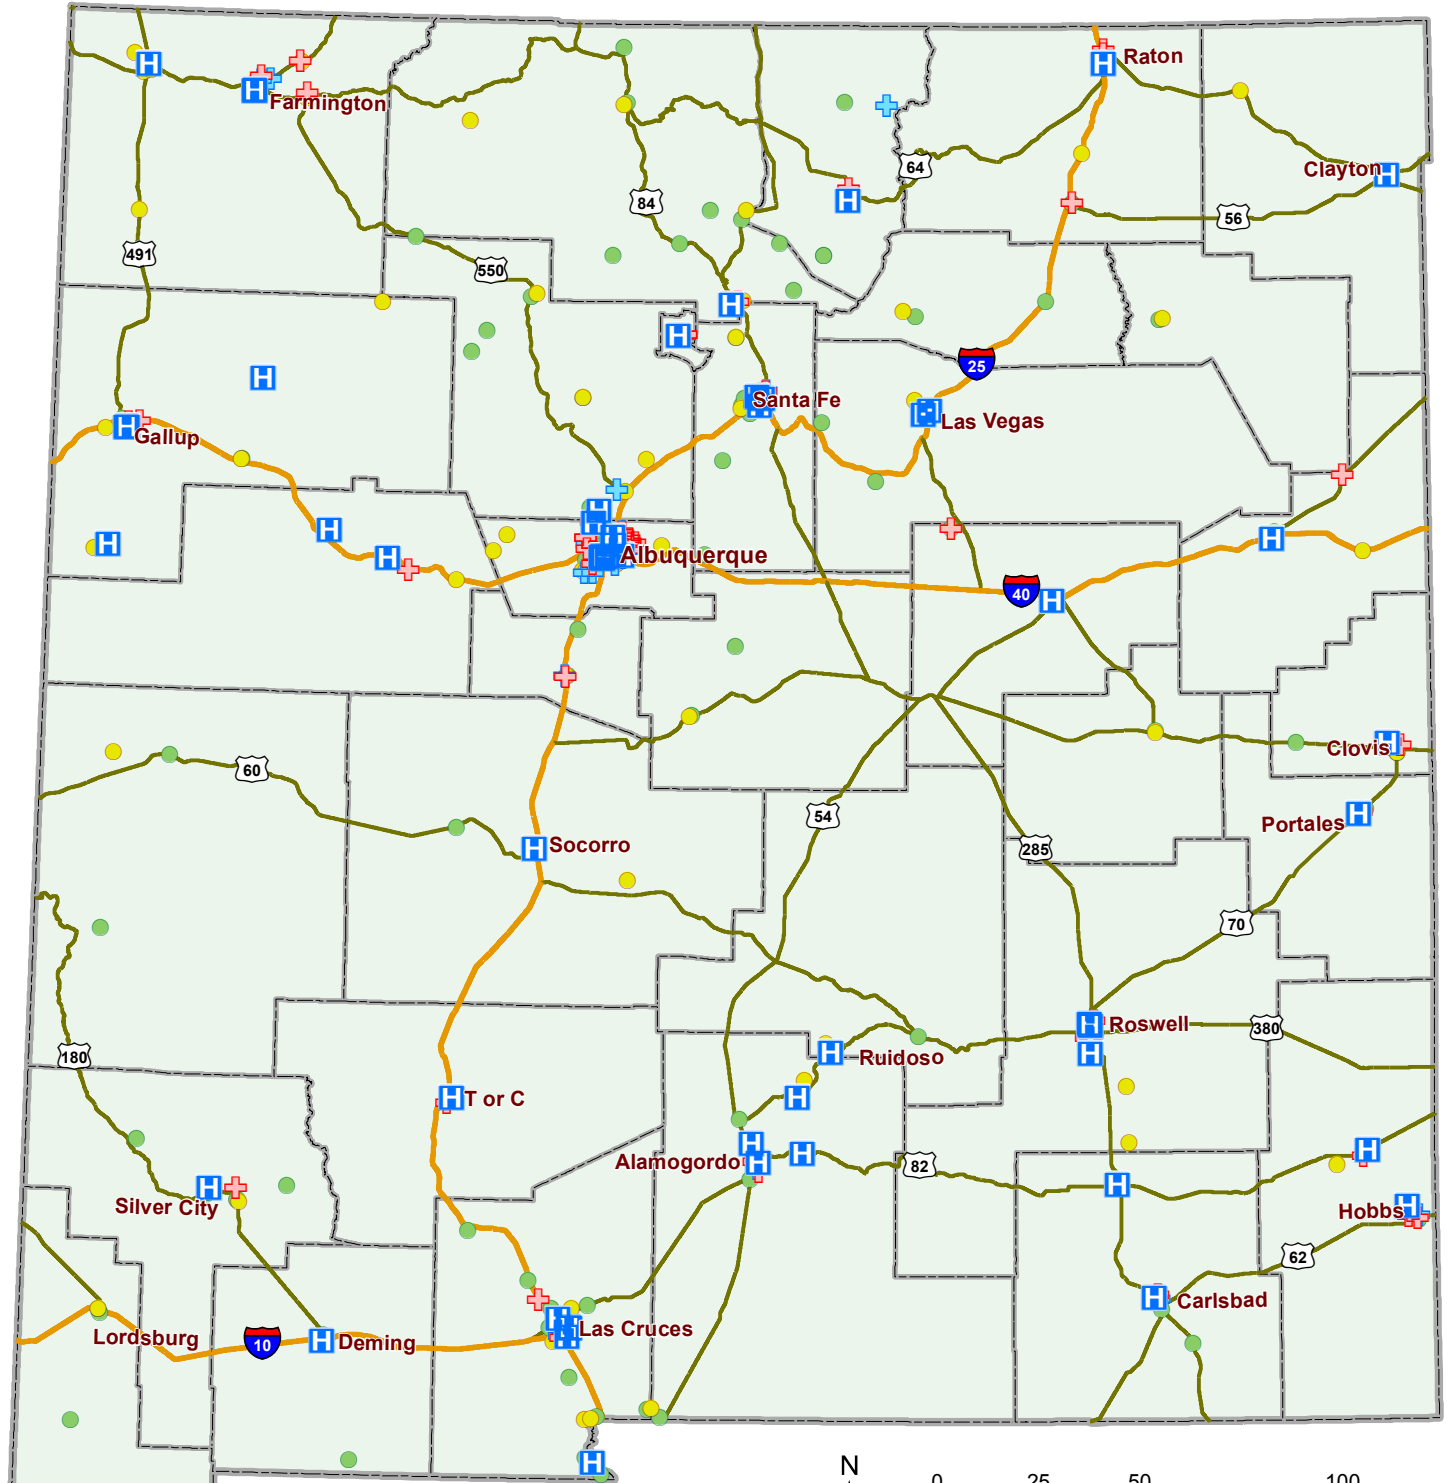 Raton
Farmington
64
Clayton
84
56
491
550
25
Santa Fe
Las Vegas
Gallup
Albuquerque
40
Clovis
60
54
Portales
Socorro
285
70
Roswell
380
180
Ruidoso
T or C
Alamogordo
82
Silver City
Hobbs
62
Carlsbad
Las Cruces
Lordsburg
10
Deming
N
0 25 50 100